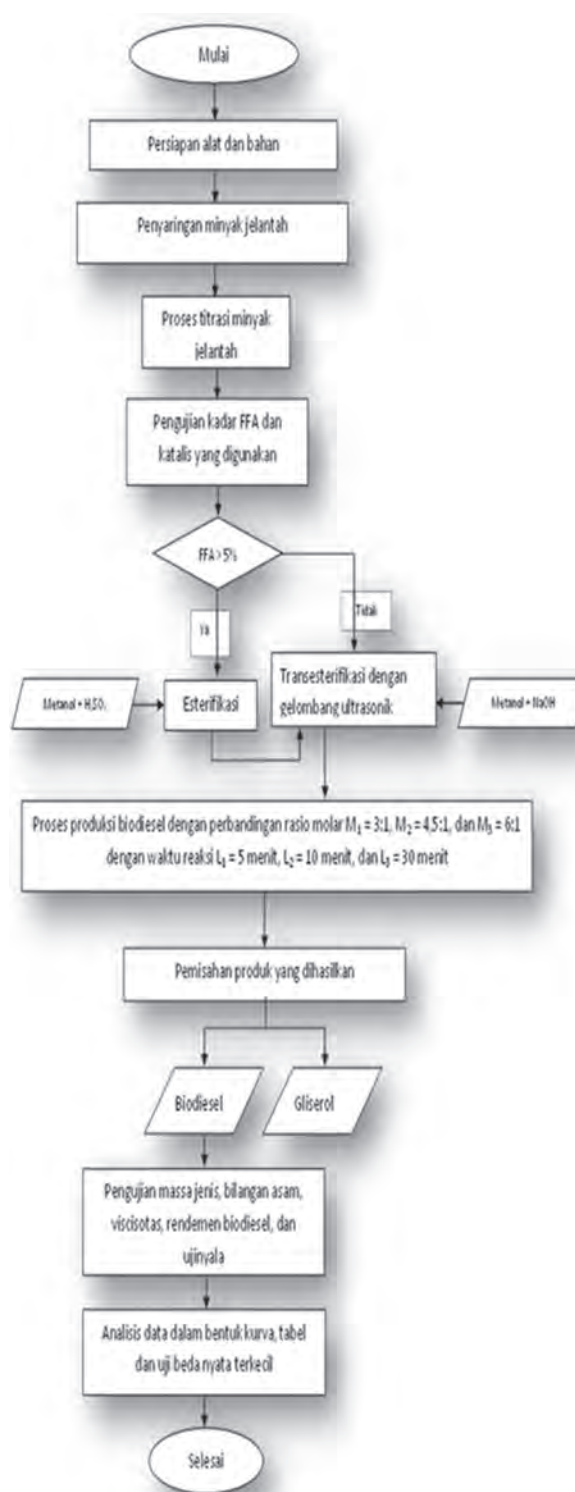 Mulai
Persiapan alat dan bahan
Penyaringan minyak jelantah
Proses titrasi minyak
jelantah
Pengujian kadar FFA dan
katalis yang digunakan
FFA > 5%
Ya
Tidak
Metanol + H₂SO₄
Esterifikasi
Transesterifikasi dengan
gelombang ultrasonik
Metanol + NaOH
Proses produksi biodiesel dengan perbandingan rasio molar M₁ = 3:1, M₂ = 4,5:1, dan M₃ = 6:1
dengan waktu reaksi L₁ = 5 menit, L₂ = 10 menit, dan L₃ = 30 menit
Pemisahan produk yang dihasilkan
Biodiesel
Gliserol
Pengujian massa jenis, bilangan asam,
viscisotas, rendemen biodiesel, dan
ujinyala
Analisis data dalam bentuk kurva, tabel
dan uji beda nyata terkecil
Selesai